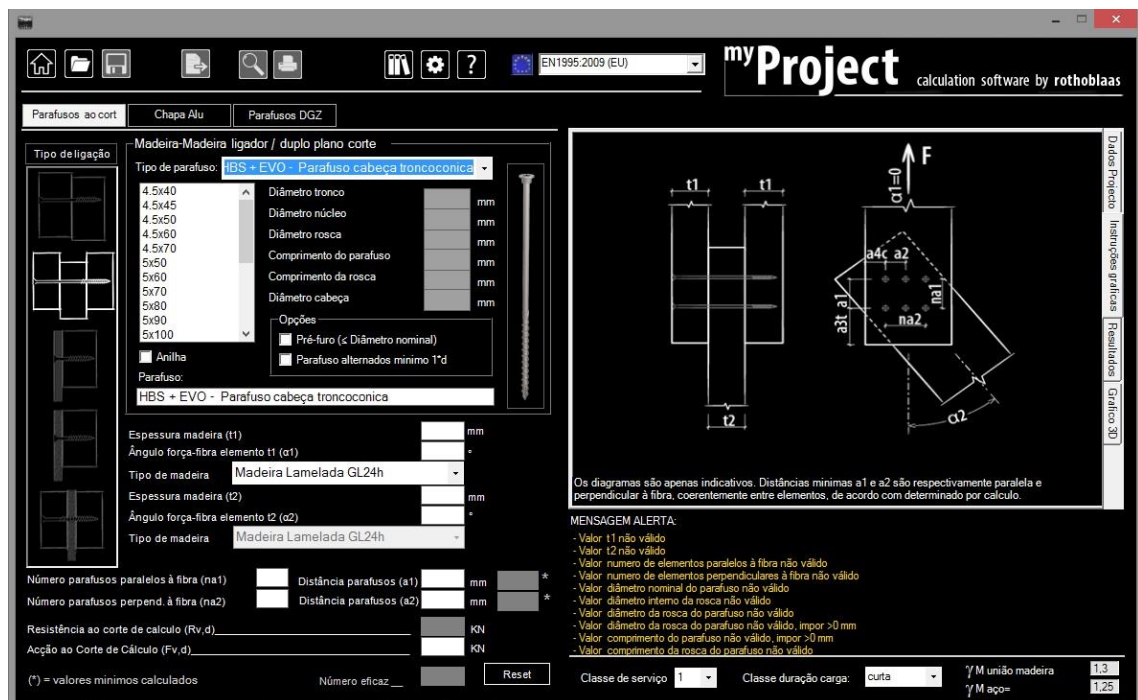 EN1995:2009 (EU)
myProject calculation software by rothoblaas
Parafusos ao cort
Chapa Alu
Parafusos DGZ
Tipo de ligação
Madeira-Madeira ligador / duplo plano corte
Tipo de parafuso: HBS + EVO - Parafuso cabeça troncoconica
4.5x40
4.5x45
4.5x50
4.5x60
4.5x70
5x50
5x60
5x70
5x80
5x90
5x100
Diâmetro tronco mm
Diâmetro núcleo mm
Diâmetro rosca mm
Comprimento do parafuso mm
Comprimento da rosca mm
Diâmetro cabeça mm
Opções
Pré-furo (≤ Diâmetro nominal)
Parafuso alternados minimo 1*d
Anilha
Parafuso:
HBS + EVO - Parafuso cabeça troncoconica
Espessura madeira (t1) mm
Ângulo força-fibra elemento t1 (α1) °
Tipo de madeira Madeira Lamelada GL24h
Espessura madeira (t2) mm
Ângulo força-fibra elemento t2 (α2) °
Tipo de madeira Madeira Lamelada GL24h
Número parafusos paralelos à fibra (na1) Distância parafusos (a1) mm *
Número parafusos perpend. à fibra (na2) Distância parafusos (a2) mm *
Resistência ao corte de calculo (Rv,d) KN
Acção ao Corte de Cálculo (Fv,d) KN
(*) = valores minimos calculados
Número eficaz
Reset
t1
t1
t2
F
α1=0
a4c a2
a3t a1
na1
na2
α2
Os diagramas são apenas indicativos. Distâncias minimas a1 e a2 são respectivamente paralela e
perpendicular à fibra, coerentemente entre elementos, de acordo com determinado por calculo.
Dados Projecto
Instruções graficas
Resultados
Grafico 3D
MENSAGEM ALERTA:
- Valor t1 não válido
- Valor t2 não válido
- Valor numero de elementos paralelos à fibra não válido
- Valor numero de elementos perpendiculares à fibra não válido
- Valor diâmetro nominal do parafuso não válido
- Valor diâmetro interno da rosca não válido
- Valor diâmetro da rosca do parafuso não válido
- Valor diâmetro da rosca do parafuso não válido, impor >0 mm
- Valor comprimento do parafuso não válido, impor >0 mm
- Valor comprimento da rosca do parafuso não válido
Classe de serviço 1
Classe duração carga: curta
γ M união madeira 1,3
γ M aço= 1,25